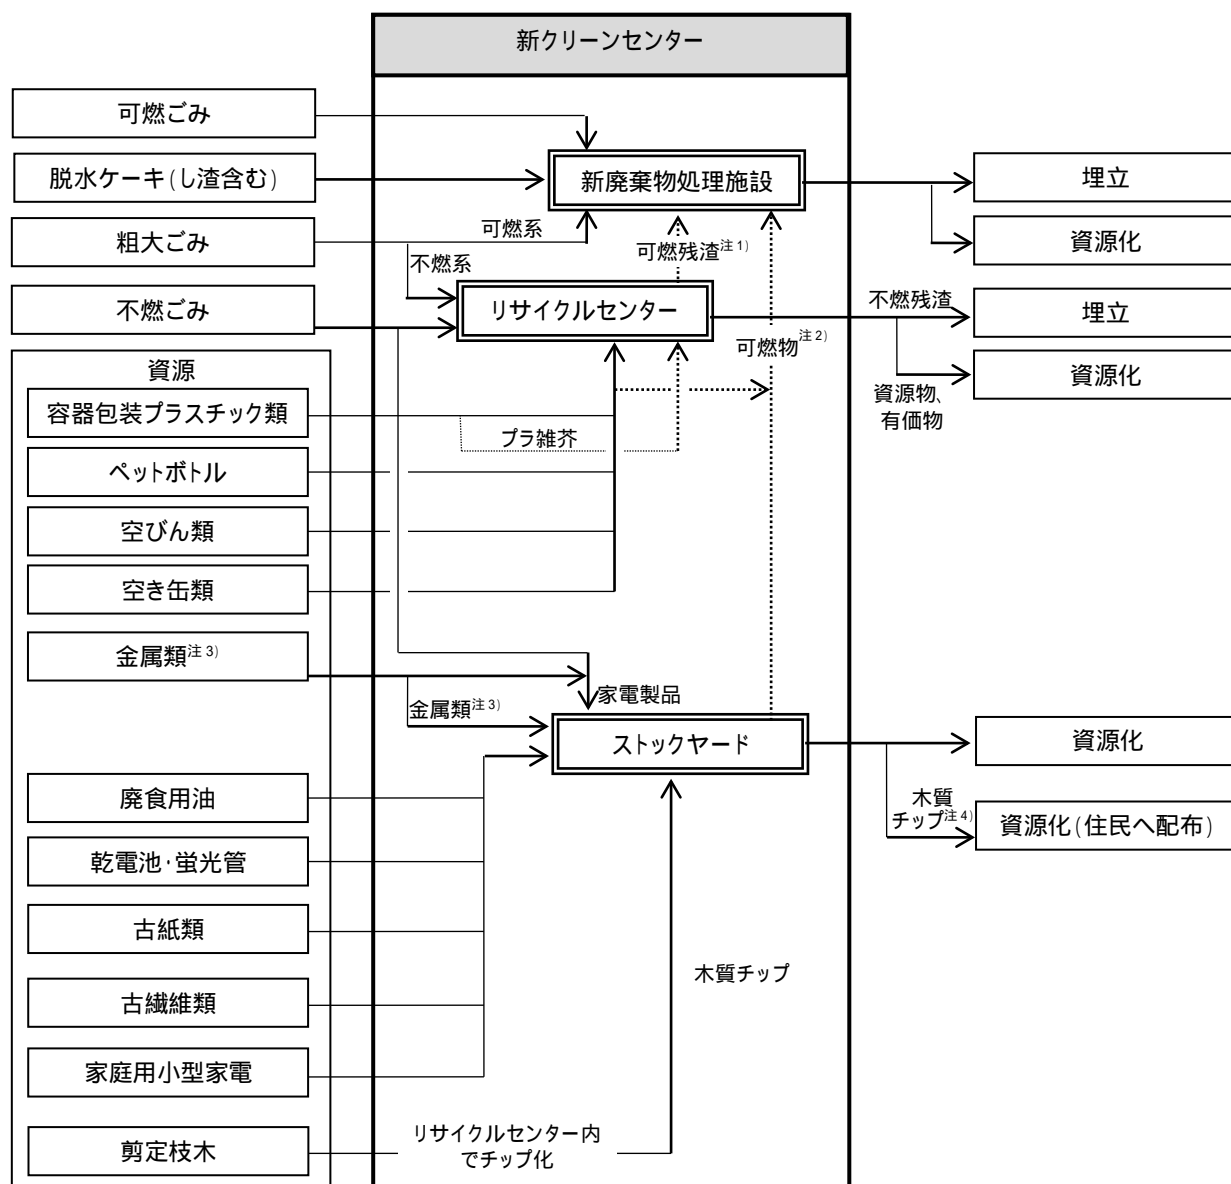 新クリーンセンター
可燃ごみ
脱水ケーキ(し渣含む)
新廃棄物処理施設
埋立
粗大ごみ
可燃系
可燃残渣注1)
資源化
不燃系
不燃ごみ
リサイクルセンター
不燃残渣
埋立
可燃物注2)
資源
資源化
容器包装プラスチック類
プラ雑芥
資源物、
有価物
ペットボトル
空びん類
空き缶類
金属類注3)
家電製品
金属類注3)
ストックヤード
資源化
廃食用油
木質
チップ注4)
資源化(住民へ配布)
乾電池・蛍光管
古紙類
木質チップ
古繊維類
家庭用小型家電
剪定枝木
リサイクルセンター内
でチップ化